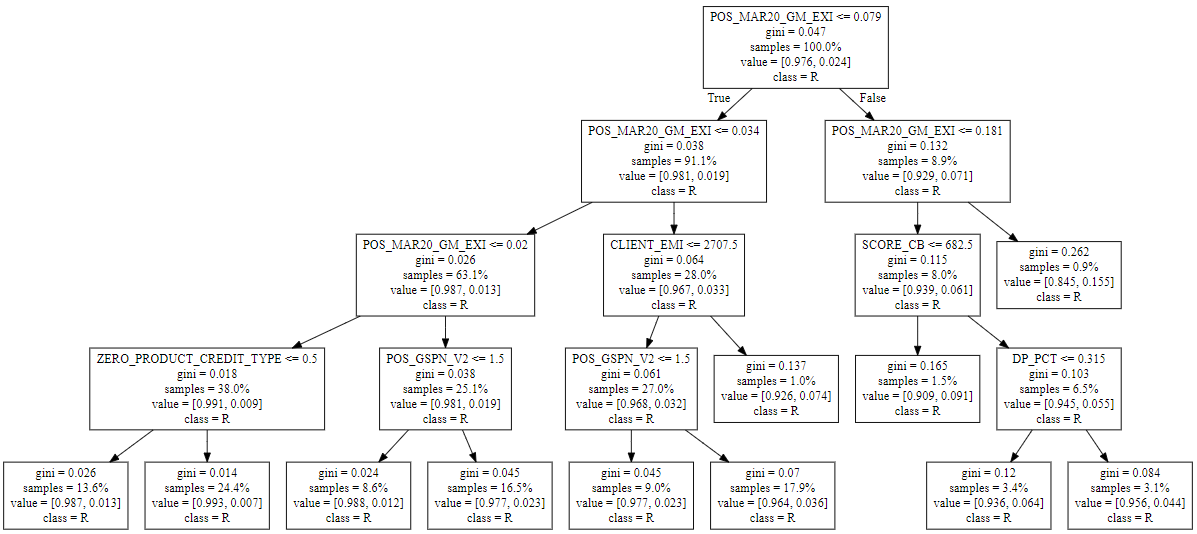 POS_MAR20_GM_EXI <= 0.079
gini = 0.047
samples = 100.0%
value = [0.976, 0.024]
class = R
True
False
POS_MAR20_GM_EXI <= 0.034
gini = 0.038
samples = 91.1%
value = [0.981, 0.019]
class = R
POS_MAR20_GM_EXI <= 0.181
gini = 0.132
samples = 8.9%
value = [0.929, 0.071]
class = R
POS_MAR20_GM_EXI <= 0.02
gini = 0.026
samples = 63.1%
value = [0.987, 0.013]
class = R
CLIENT_EMI <= 2707.5
gini = 0.064
samples = 28.0%
value = [0.967, 0.033]
class = R
SCORE_CB <= 682.5
gini = 0.115
samples = 8.0%
value = [0.939, 0.061]
class = R
gini = 0.262
samples = 0.9%
value = [0.845, 0.155]
class = R
ZERO_PRODUCT_CREDIT_TYPE <= 0.5
gini = 0.018
samples = 38.0%
value = [0.991, 0.009]
class = R
POS_GSPN_V2 <= 1.5
gini = 0.038
samples = 25.1%
value = [0.981, 0.019]
class = R
POS_GSPN_V2 <= 1.5
gini = 0.061
samples = 27.0%
value = [0.968, 0.032]
class = R
gini = 0.137
samples = 1.0%
value = [0.926, 0.074]
class = R
gini = 0.165
samples = 1.5%
value = [0.909, 0.091]
class = R
DP_PCT <= 0.315
gini = 0.103
samples = 6.5%
value = [0.945, 0.055]
class = R
gini = 0.026
samples = 13.6%
value = [0.987, 0.013]
class = R
gini = 0.014
samples = 24.4%
value = [0.993, 0.007]
class = R
gini = 0.024
samples = 8.6%
value = [0.988, 0.012]
class = R
gini = 0.045
samples = 16.5%
value = [0.977, 0.023]
class = R
gini = 0.045
samples = 9.0%
value = [0.977, 0.023]
class = R
gini = 0.07
samples = 17.9%
value = [0.964, 0.036]
class = R
gini = 0.12
samples = 3.4%
value = [0.936, 0.064]
class = R
gini = 0.084
samples = 3.1%
value = [0.956, 0.044]
class = R